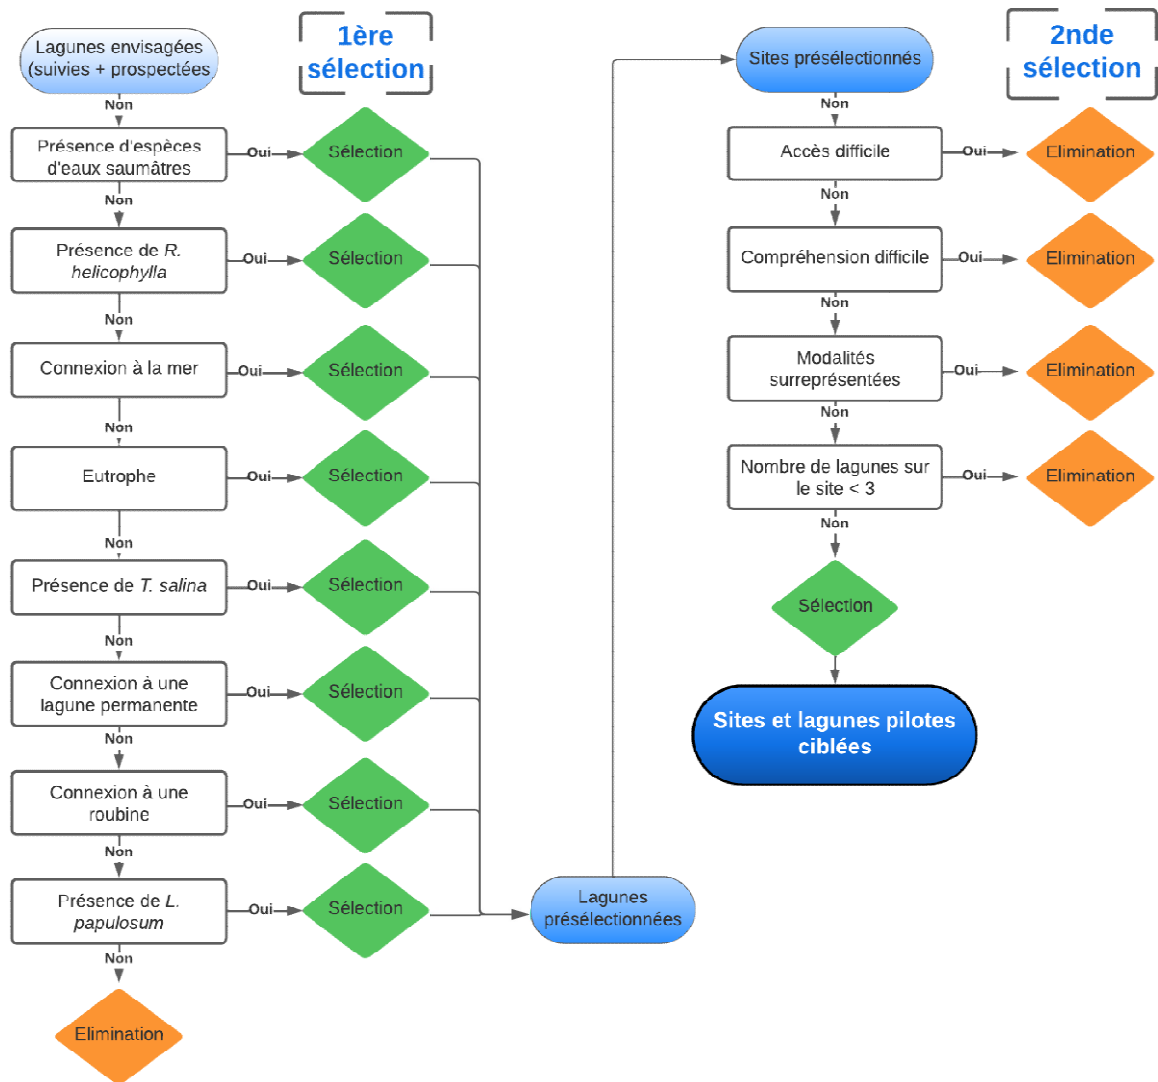 Lagunes envisagées
(suivies + prospectées
1ère
sélection
Non
Présence d'espèces
d'eaux saumâtres
Oui
Sélection
Non
Présence de R.
helicophylla
Oui
Sélection
Non
Connexion à la mer
Oui
Sélection
Non
Eutrophe
Oui
Sélection
Non
Présence de T. salina
Oui
Sélection
Non
Connexion à une
lagune permanente
Oui
Sélection
Non
Connexion à une
roubine
Oui
Sélection
Non
Présence de L.
papulosum
Oui
Sélection
Non
Elimination
Lagunes
présélectionnées
Sites présélectionnés
2nde
sélection
Non
Accès difficile
Oui
Elimination
Non
Compréhension difficile
Oui
Elimination
Non
Modalités
surreprésentées
Oui
Elimination
Non
Nombre de lagunes sur
le site < 3
Oui
Elimination
Non
Sélection
Sites et lagunes pilotes
ciblées